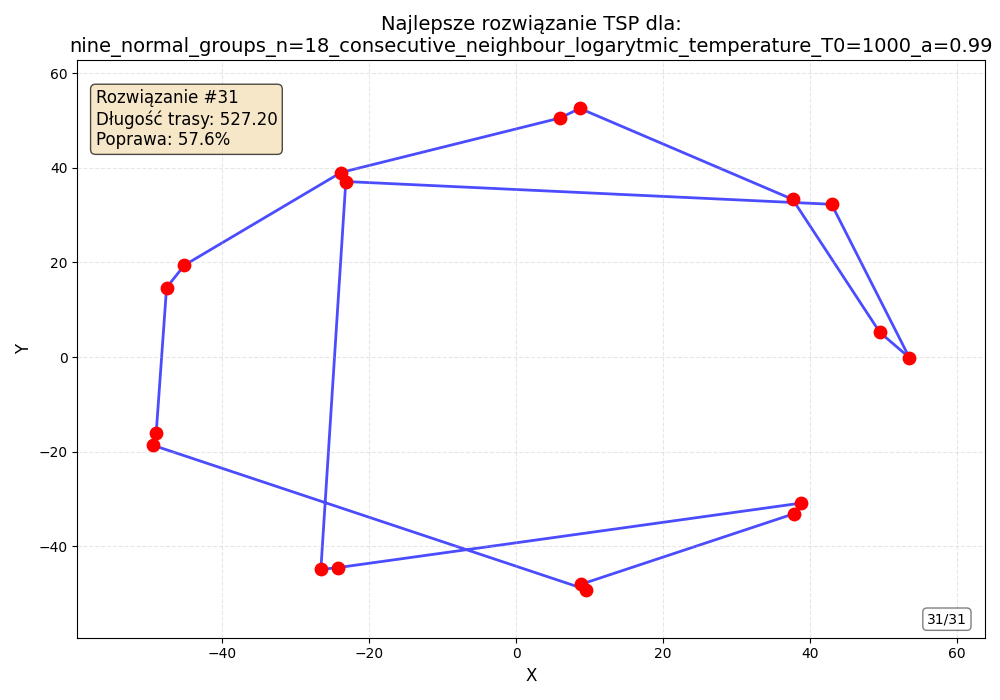 Najlepsze rozwiązanie TSP dla:
nine_normal_groups_n=18_consecutive_neighbour_logarytmic_temperature_T0=1000_a=0.99
Rozwiązanie #31
Długość trasy: 527.20
Poprawa: 57.6%
60
40
20
0
−20
−40
Y
31/31
−40
−20
0
20
40
60
X